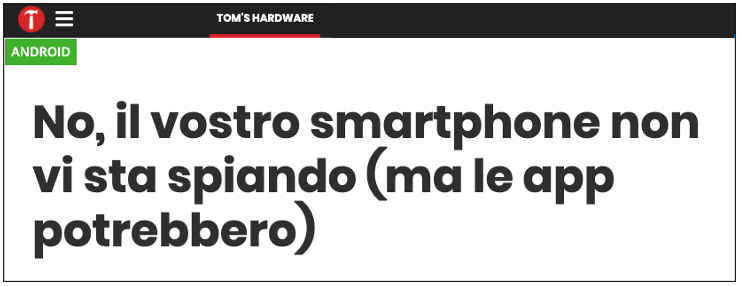 TOM'S HARDWARE
ANDROID
No, il vostro smartphone non
vi sta spiando (ma le app
potrebbero)